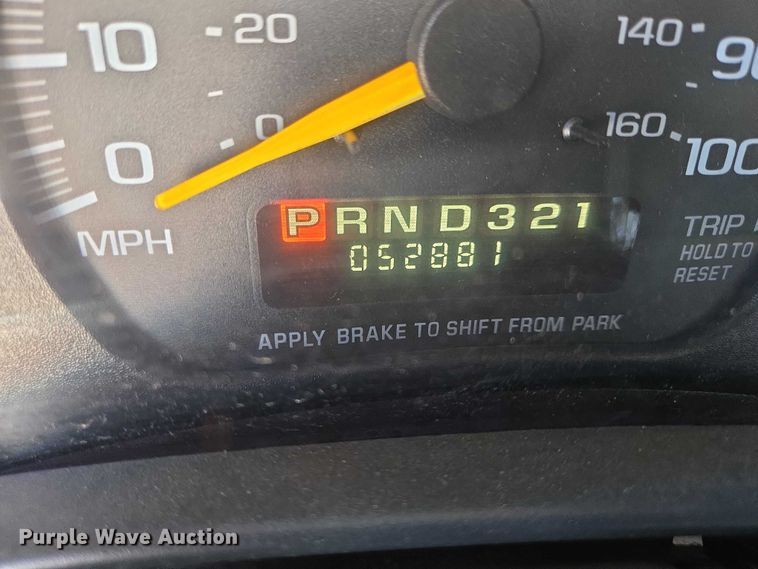 10 20 140 90
0 0 160 100
MPH PRND321 TRIP
052881 HOLD TO
RESET
APPLY BRAKE TO SHIFT FROM PARK
Purple Wave Auction